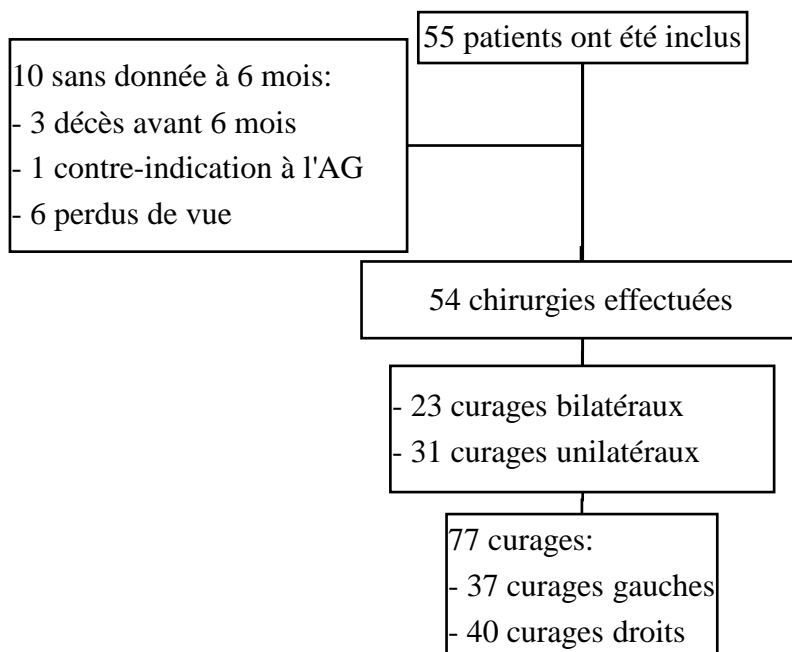 55 patients ont été inclus
10 sans donnée à 6 mois:
- 3 décès avant 6 mois
- 1 contre-indication à l'AG
- 6 perdus de vue
54 chirurgies effectuées
- 23 curages bilatéraux
- 31 curages unilatéraux
77 curages:
- 37 curages gauches
- 40 curages droits